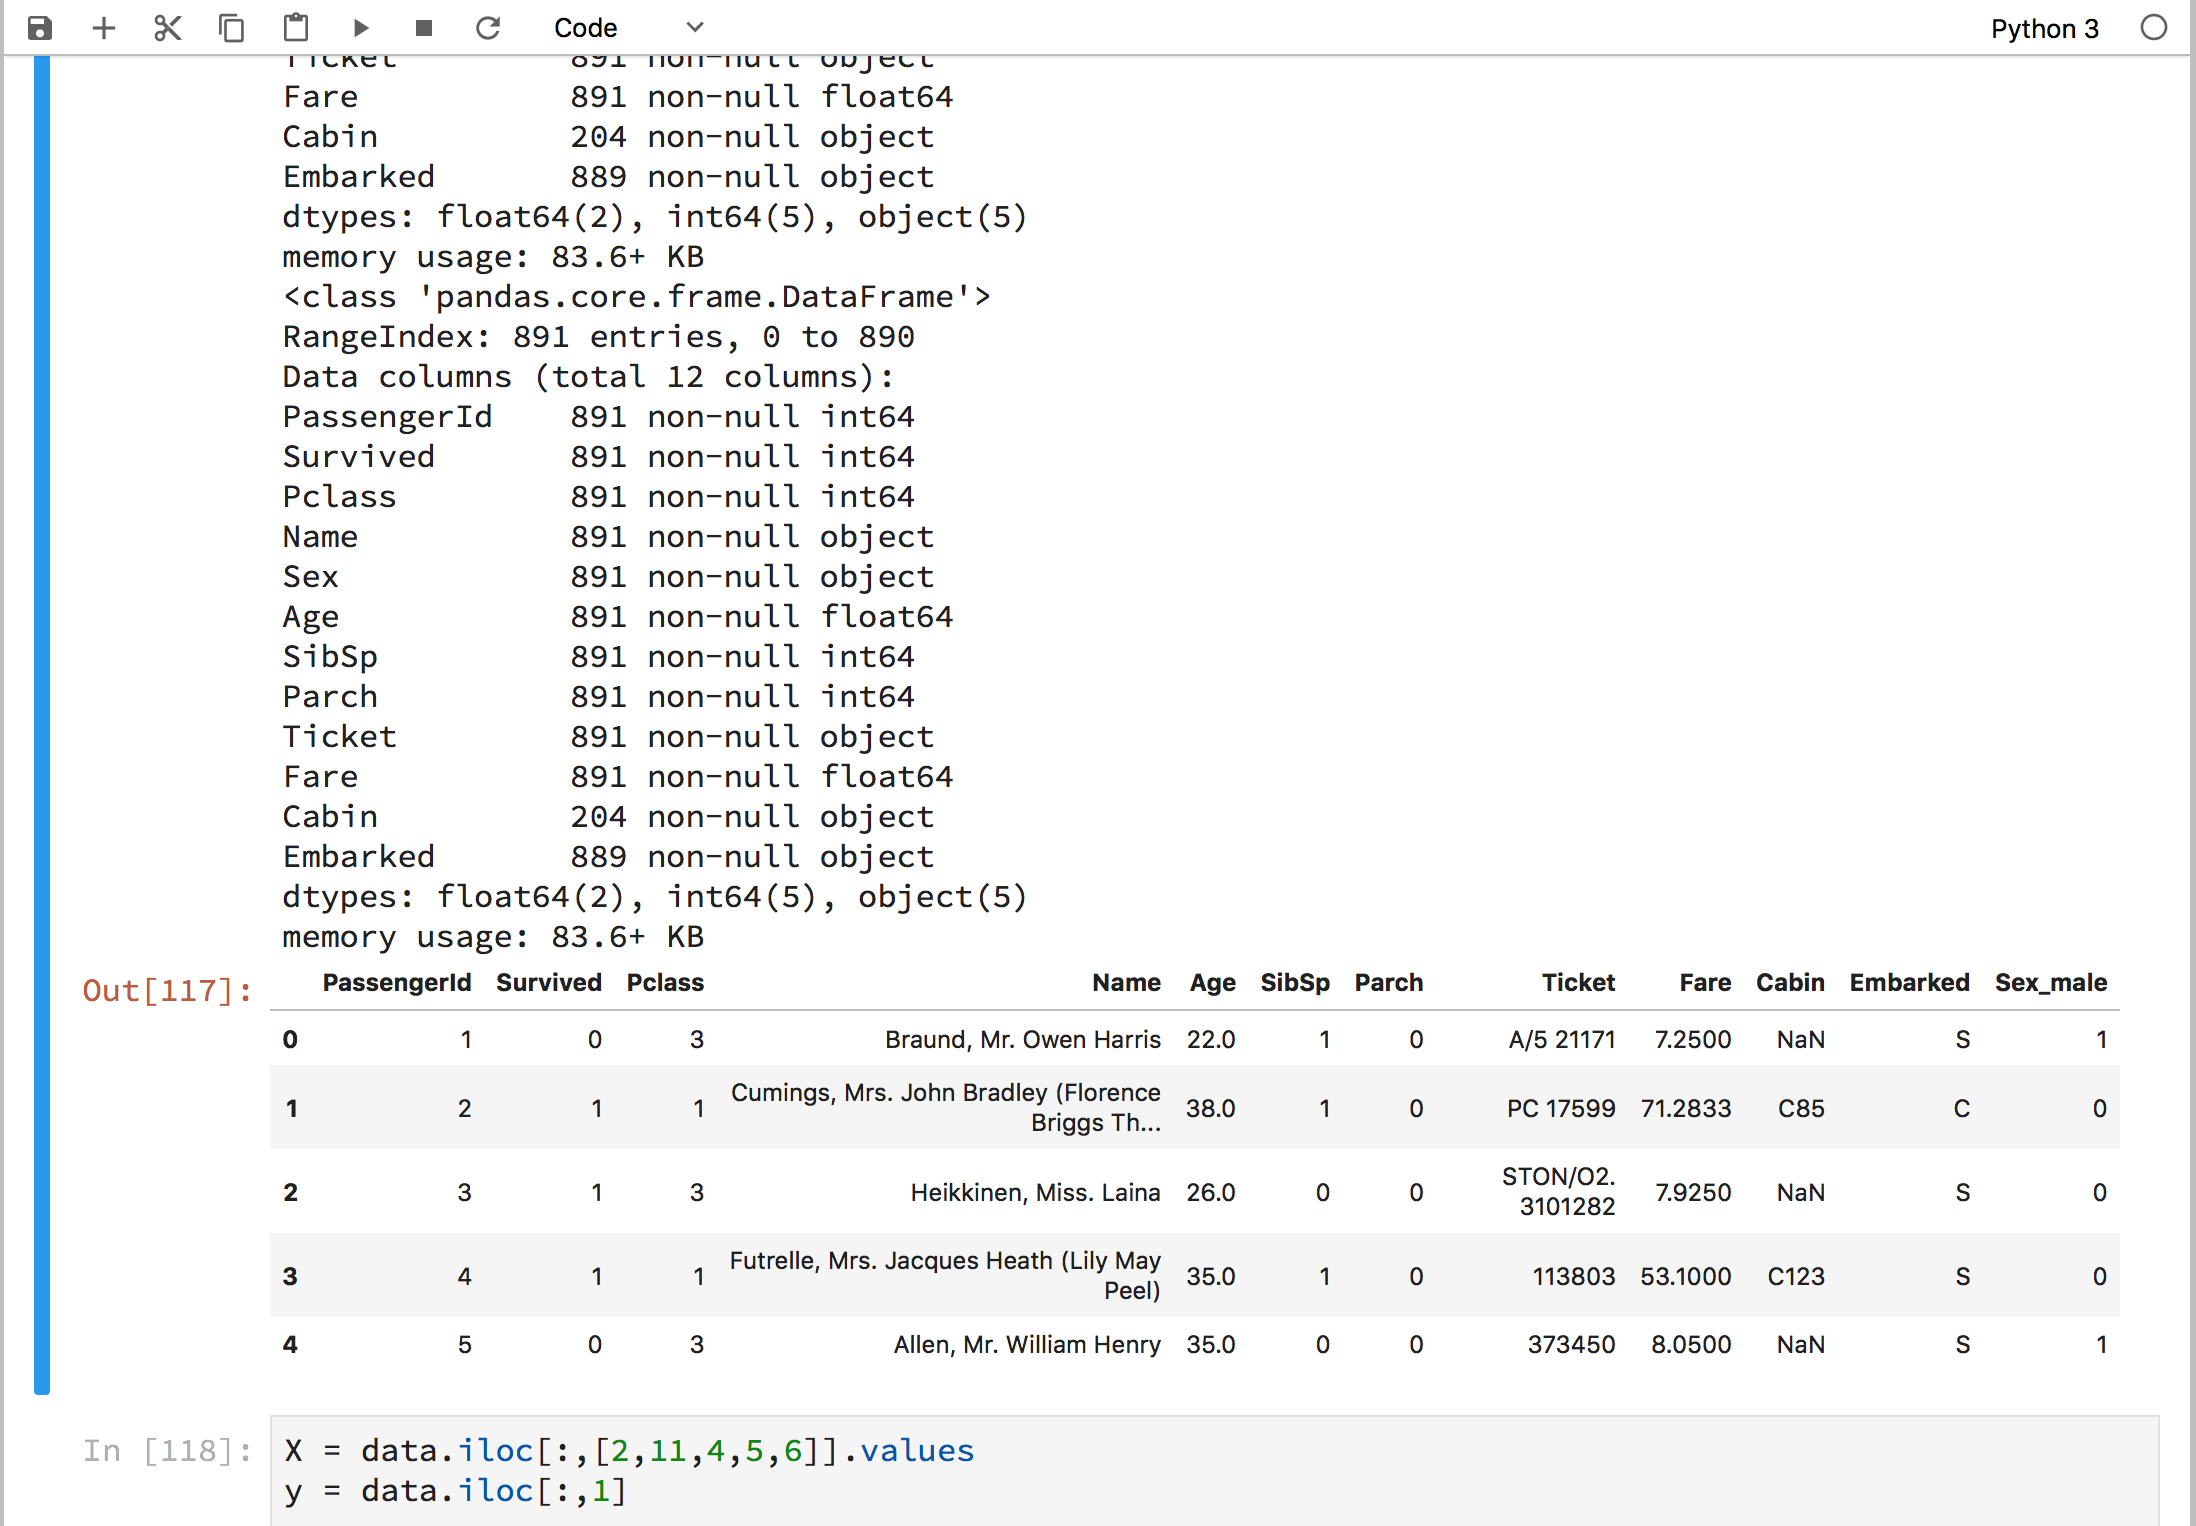 Code Python 3
Ticket 891 non-null object
Fare 891 non-null float64
Cabin 204 non-null object
Embarked 889 non-null object
dtypes: float64(2), int64(5), object(5)
memory usage: 83.6+ KB
<class 'pandas.core.frame.DataFrame'>
RangeIndex: 891 entries, 0 to 890
Data columns (total 12 columns):
PassengerId 891 non-null int64
Survived 891 non-null int64
Pclass 891 non-null int64
Name 891 non-null object
Sex 891 non-null object
Age 891 non-null float64
SibSp 891 non-null int64
Parch 891 non-null int64
Ticket 891 non-null object
Fare 891 non-null float64
Cabin 204 non-null object
Embarked 889 non-null object
dtypes: float64(2), int64(5), object(5)
memory usage: 83.6+ KB
Out[117]: PassengerId Survived Pclass Name Age SibSp Parch Ticket Fare Cabin Embarked Sex_male
0 1 0 3 Braund, Mr. Owen Harris 22.0 1 0 A/5 21171 7.2500 NaN S 1
1 2 1 1 Cumings, Mrs. John Bradley (Florence
Briggs Th... 38.0 1 0 PC 17599 71.2833 C85 C 0
2 3 1 3 Heikkinen, Miss. Laina 26.0 0 0 STON/O2.
3101282 7.9250 NaN S 0
3 4 1 1 Futrelle, Mrs. Jacques Heath (Lily May
Peel) 35.0 1 0 113803 53.1000 C123 S 0
4 5 0 3 Allen, Mr. William Henry 35.0 0 0 373450 8.0500 NaN S 1
In [118]: X = data.iloc[:,[2,11,4,5,6]].values
y = data.iloc[:,1]